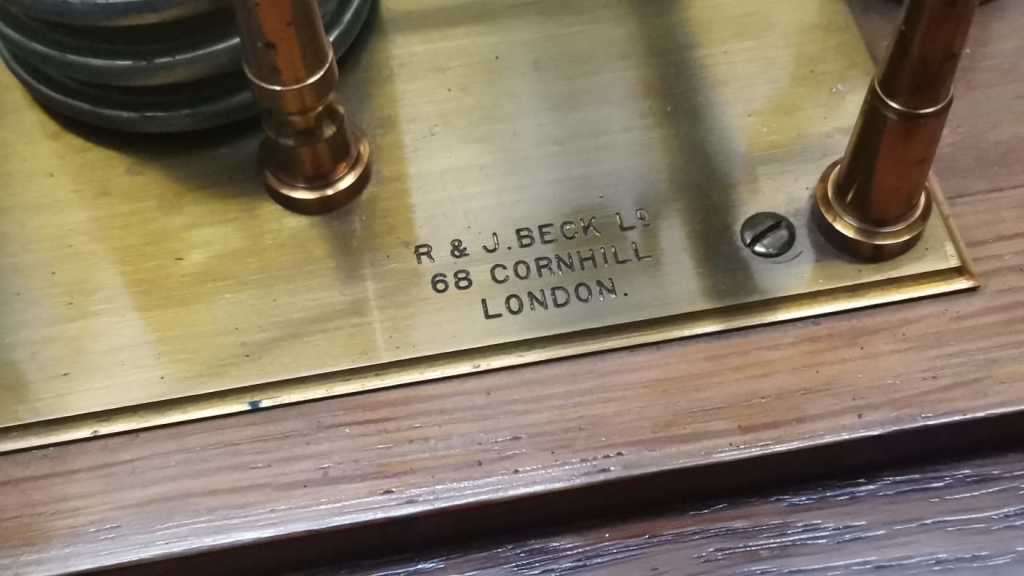 R & J. BECK LD
68 CORNHILL
LONDON.